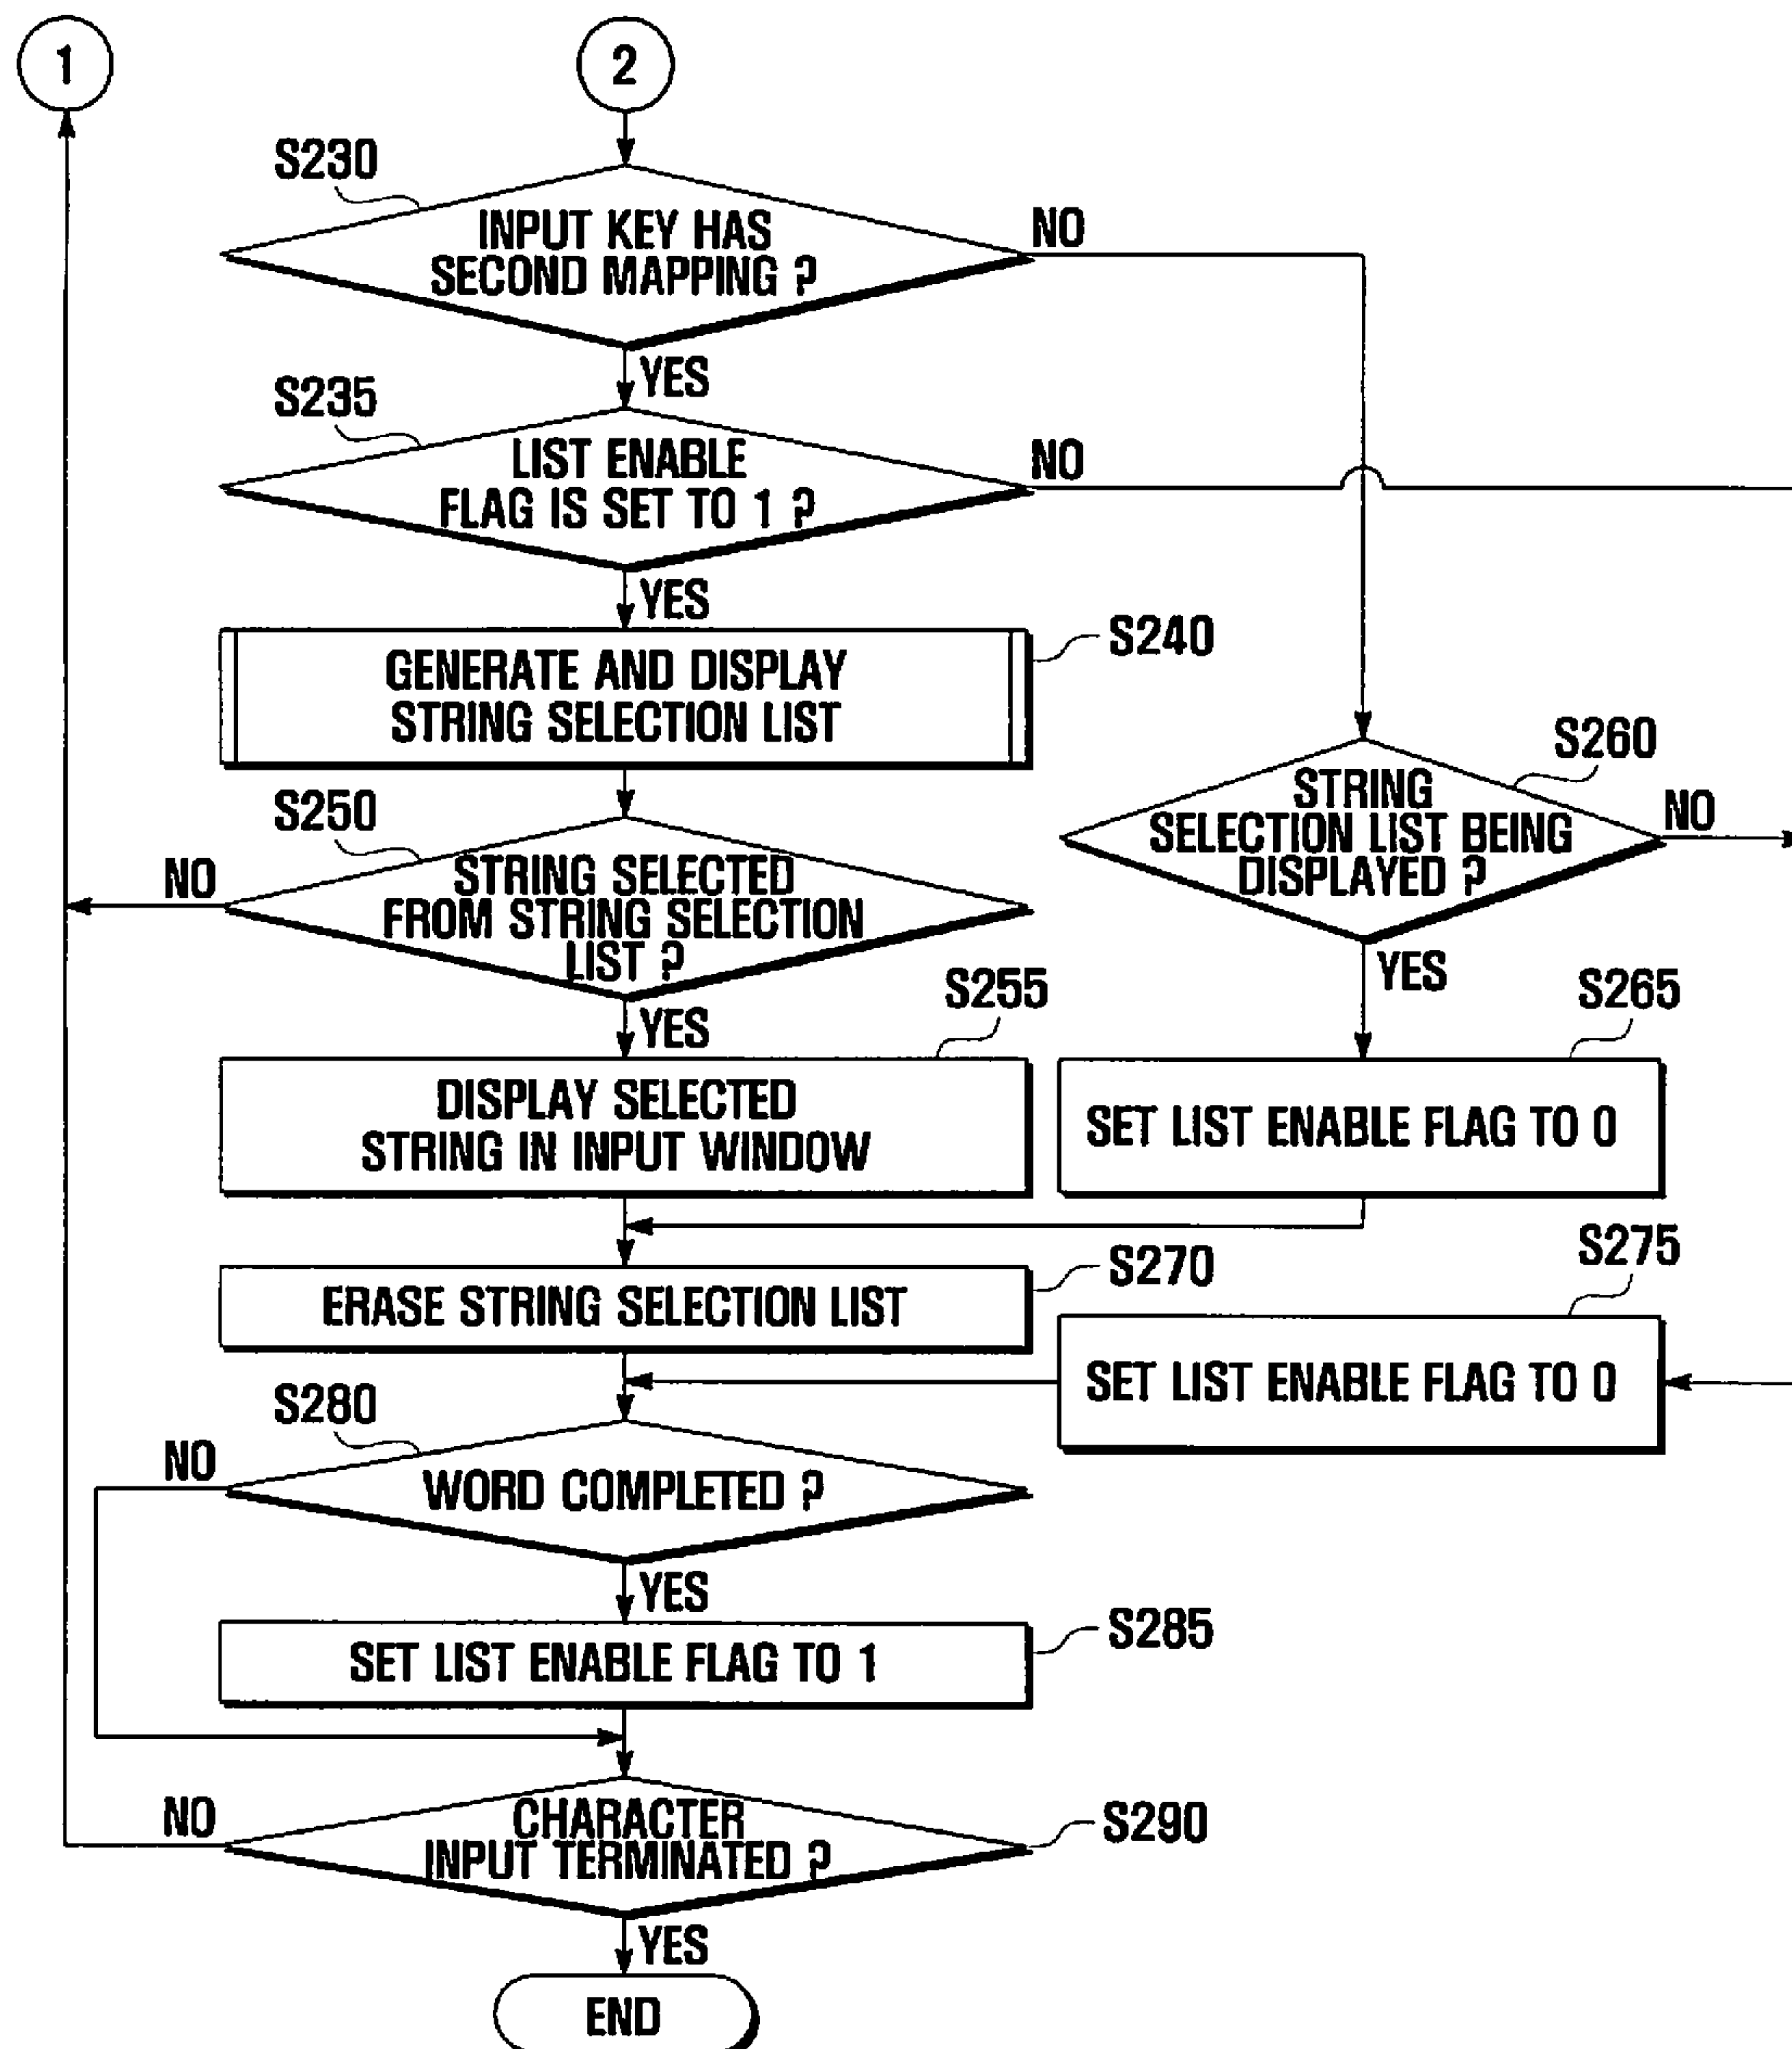 1
2
S230
INPUT KEY HAS
SECOND MAPPING ?
NO
YES
S235
LIST ENABLE
FLAG IS SET TO 1 ?
NO
YES
GENERATE AND DISPLAY
STRING SELECTION LIST
S240
S250
STRING SELECTED
FROM STRING SELECTION
LIST ?
NO
YES
S260
STRING
SELECTION LIST BEING
DISPLAYED ?
NO
YES
S255
DISPLAY SELECTED
STRING IN INPUT WINDOW
S265
SET LIST ENABLE FLAG TO 0
ERASE STRING SELECTION LIST
S270
S275
SET LIST ENABLE FLAG TO 0
S280
WORD COMPLETED ?
NO
YES
SET LIST ENABLE FLAG TO 1
S285
CHARACTER
INPUT TERMINATED ?
S290
NO
YES
END